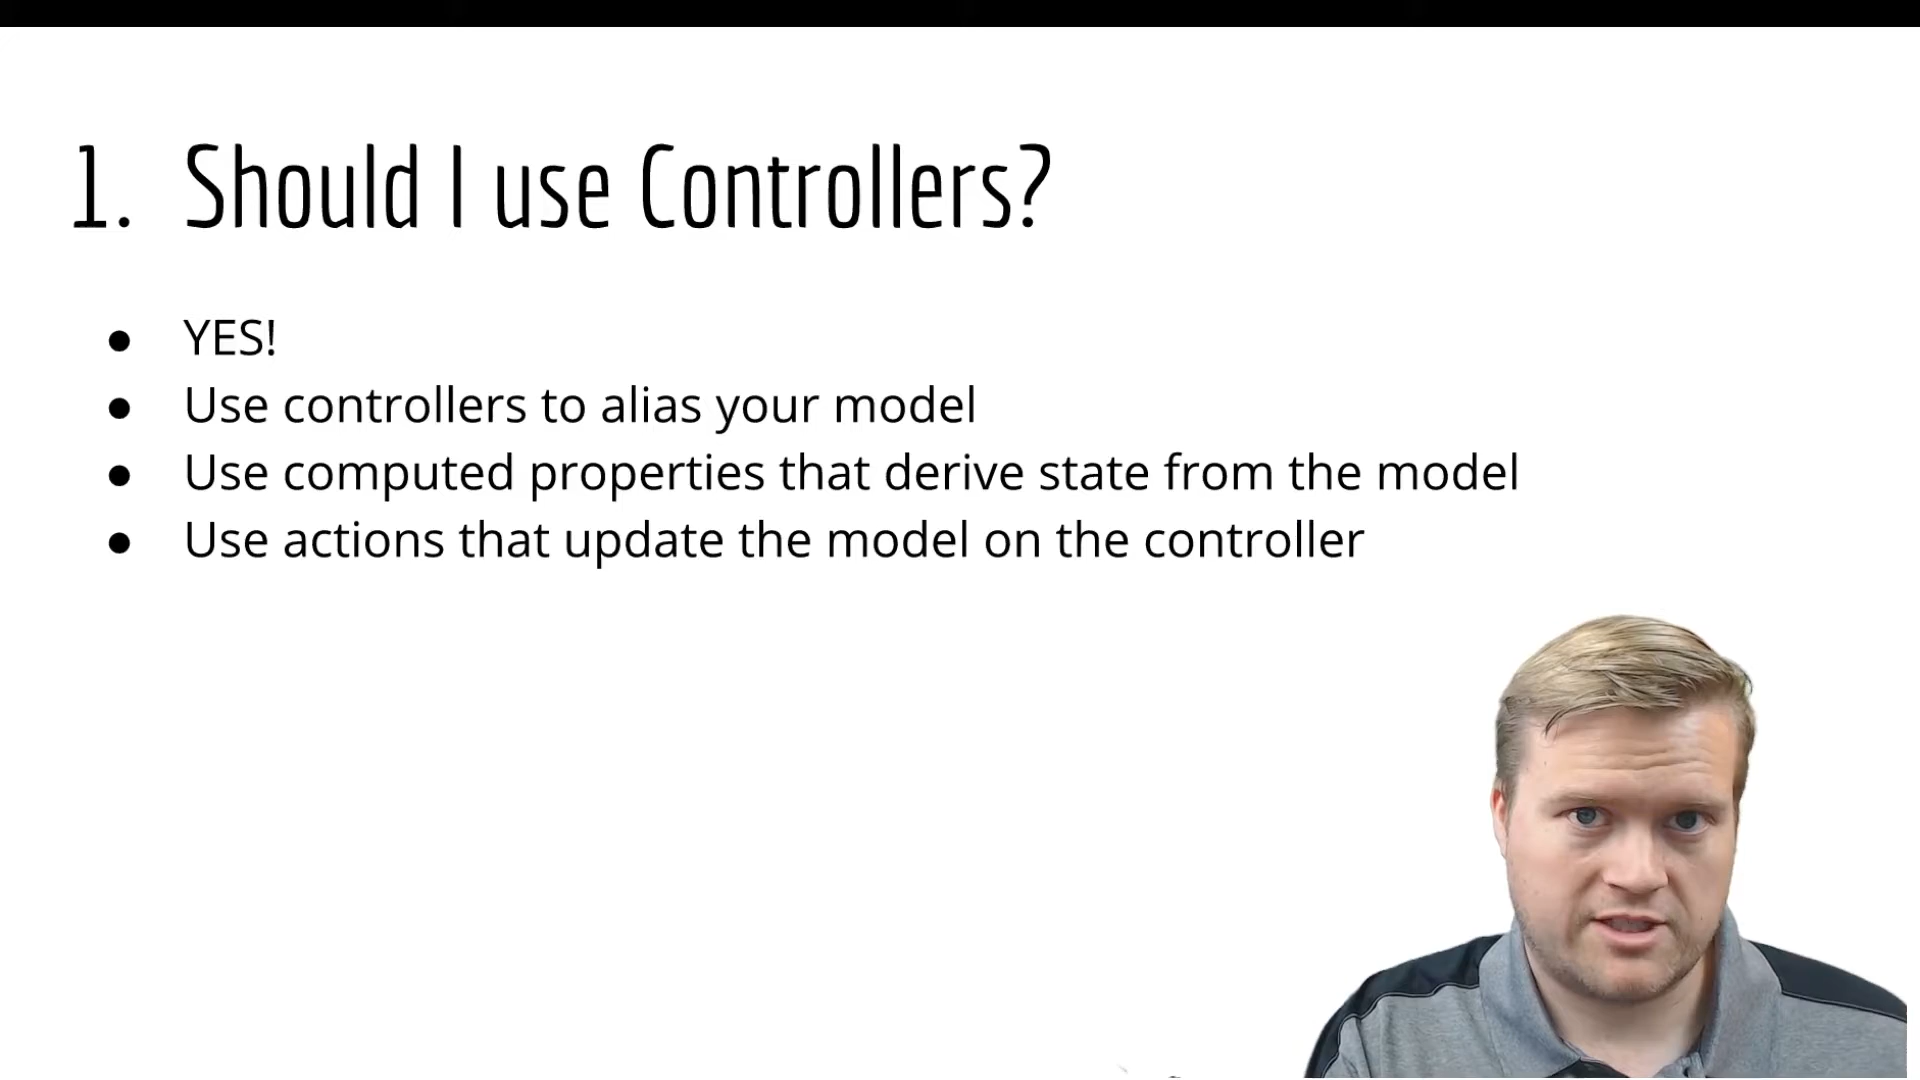 1. Should I use Controllers?
● YES!
● Use controllers to alias your model
● Use computed properties that derive state from the model
● Use actions that update the model on the controller